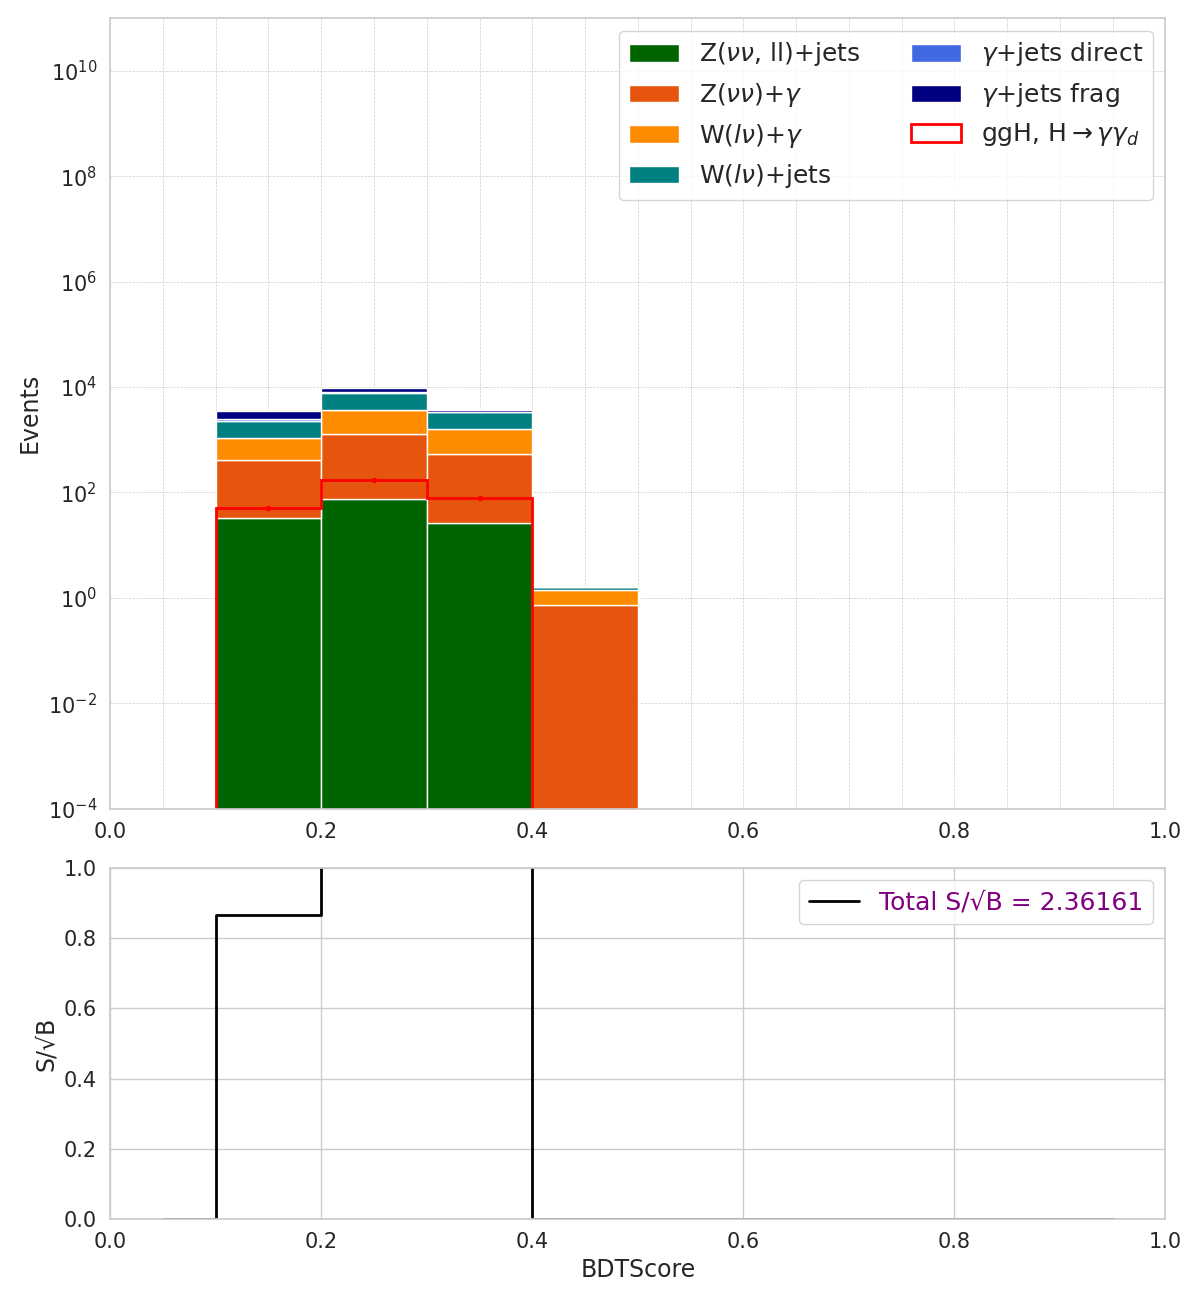 Z(νν, ll)+jets
Z(νν)+γ
W(lν)+γ
W(lν)+jets
γ+jets direct
γ+jets frag
ggH, H→γγ_d
Events
10^10
10^8
10^6
10^4
10^2
10^0
10^−2
10^−4
0.0 0.2 0.4 0.6 0.8 1.0
Total S/√B = 2.36161
S/√B
1.0
0.8
0.6
0.4
0.2
0.0
0.0 0.2 0.4 0.6 0.8 1.0
BDTScore